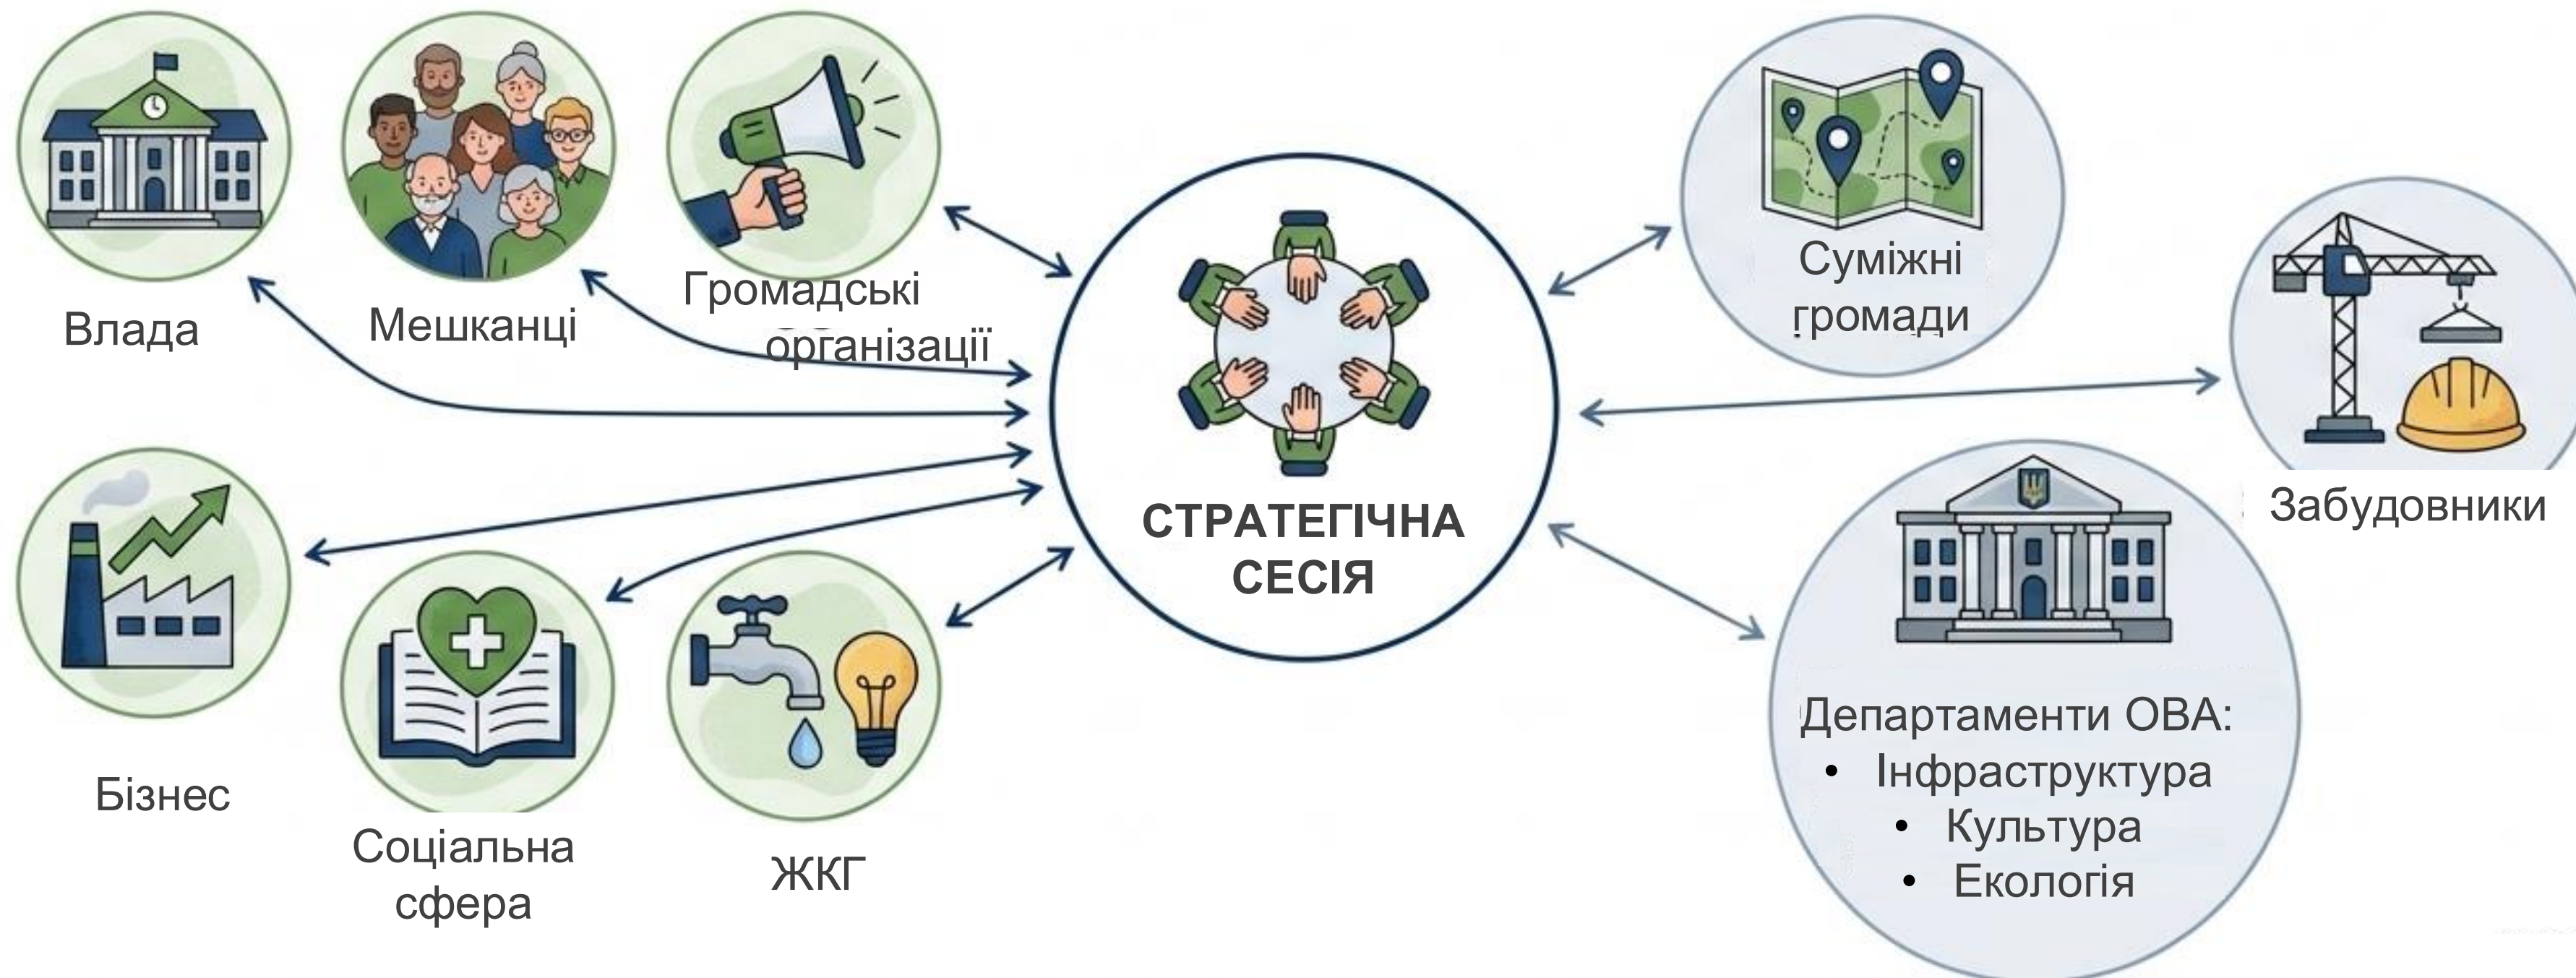 Влада
Мешканці
Громадські
організації
Бізнес
Соціальна
сфера
ЖКГ
СТРАТЕГІЧНА
СЕСІЯ
Суміжні
громади
Забудовники
Департаменти ОВА:
• Інфраструктура
• Культура
• Екологія